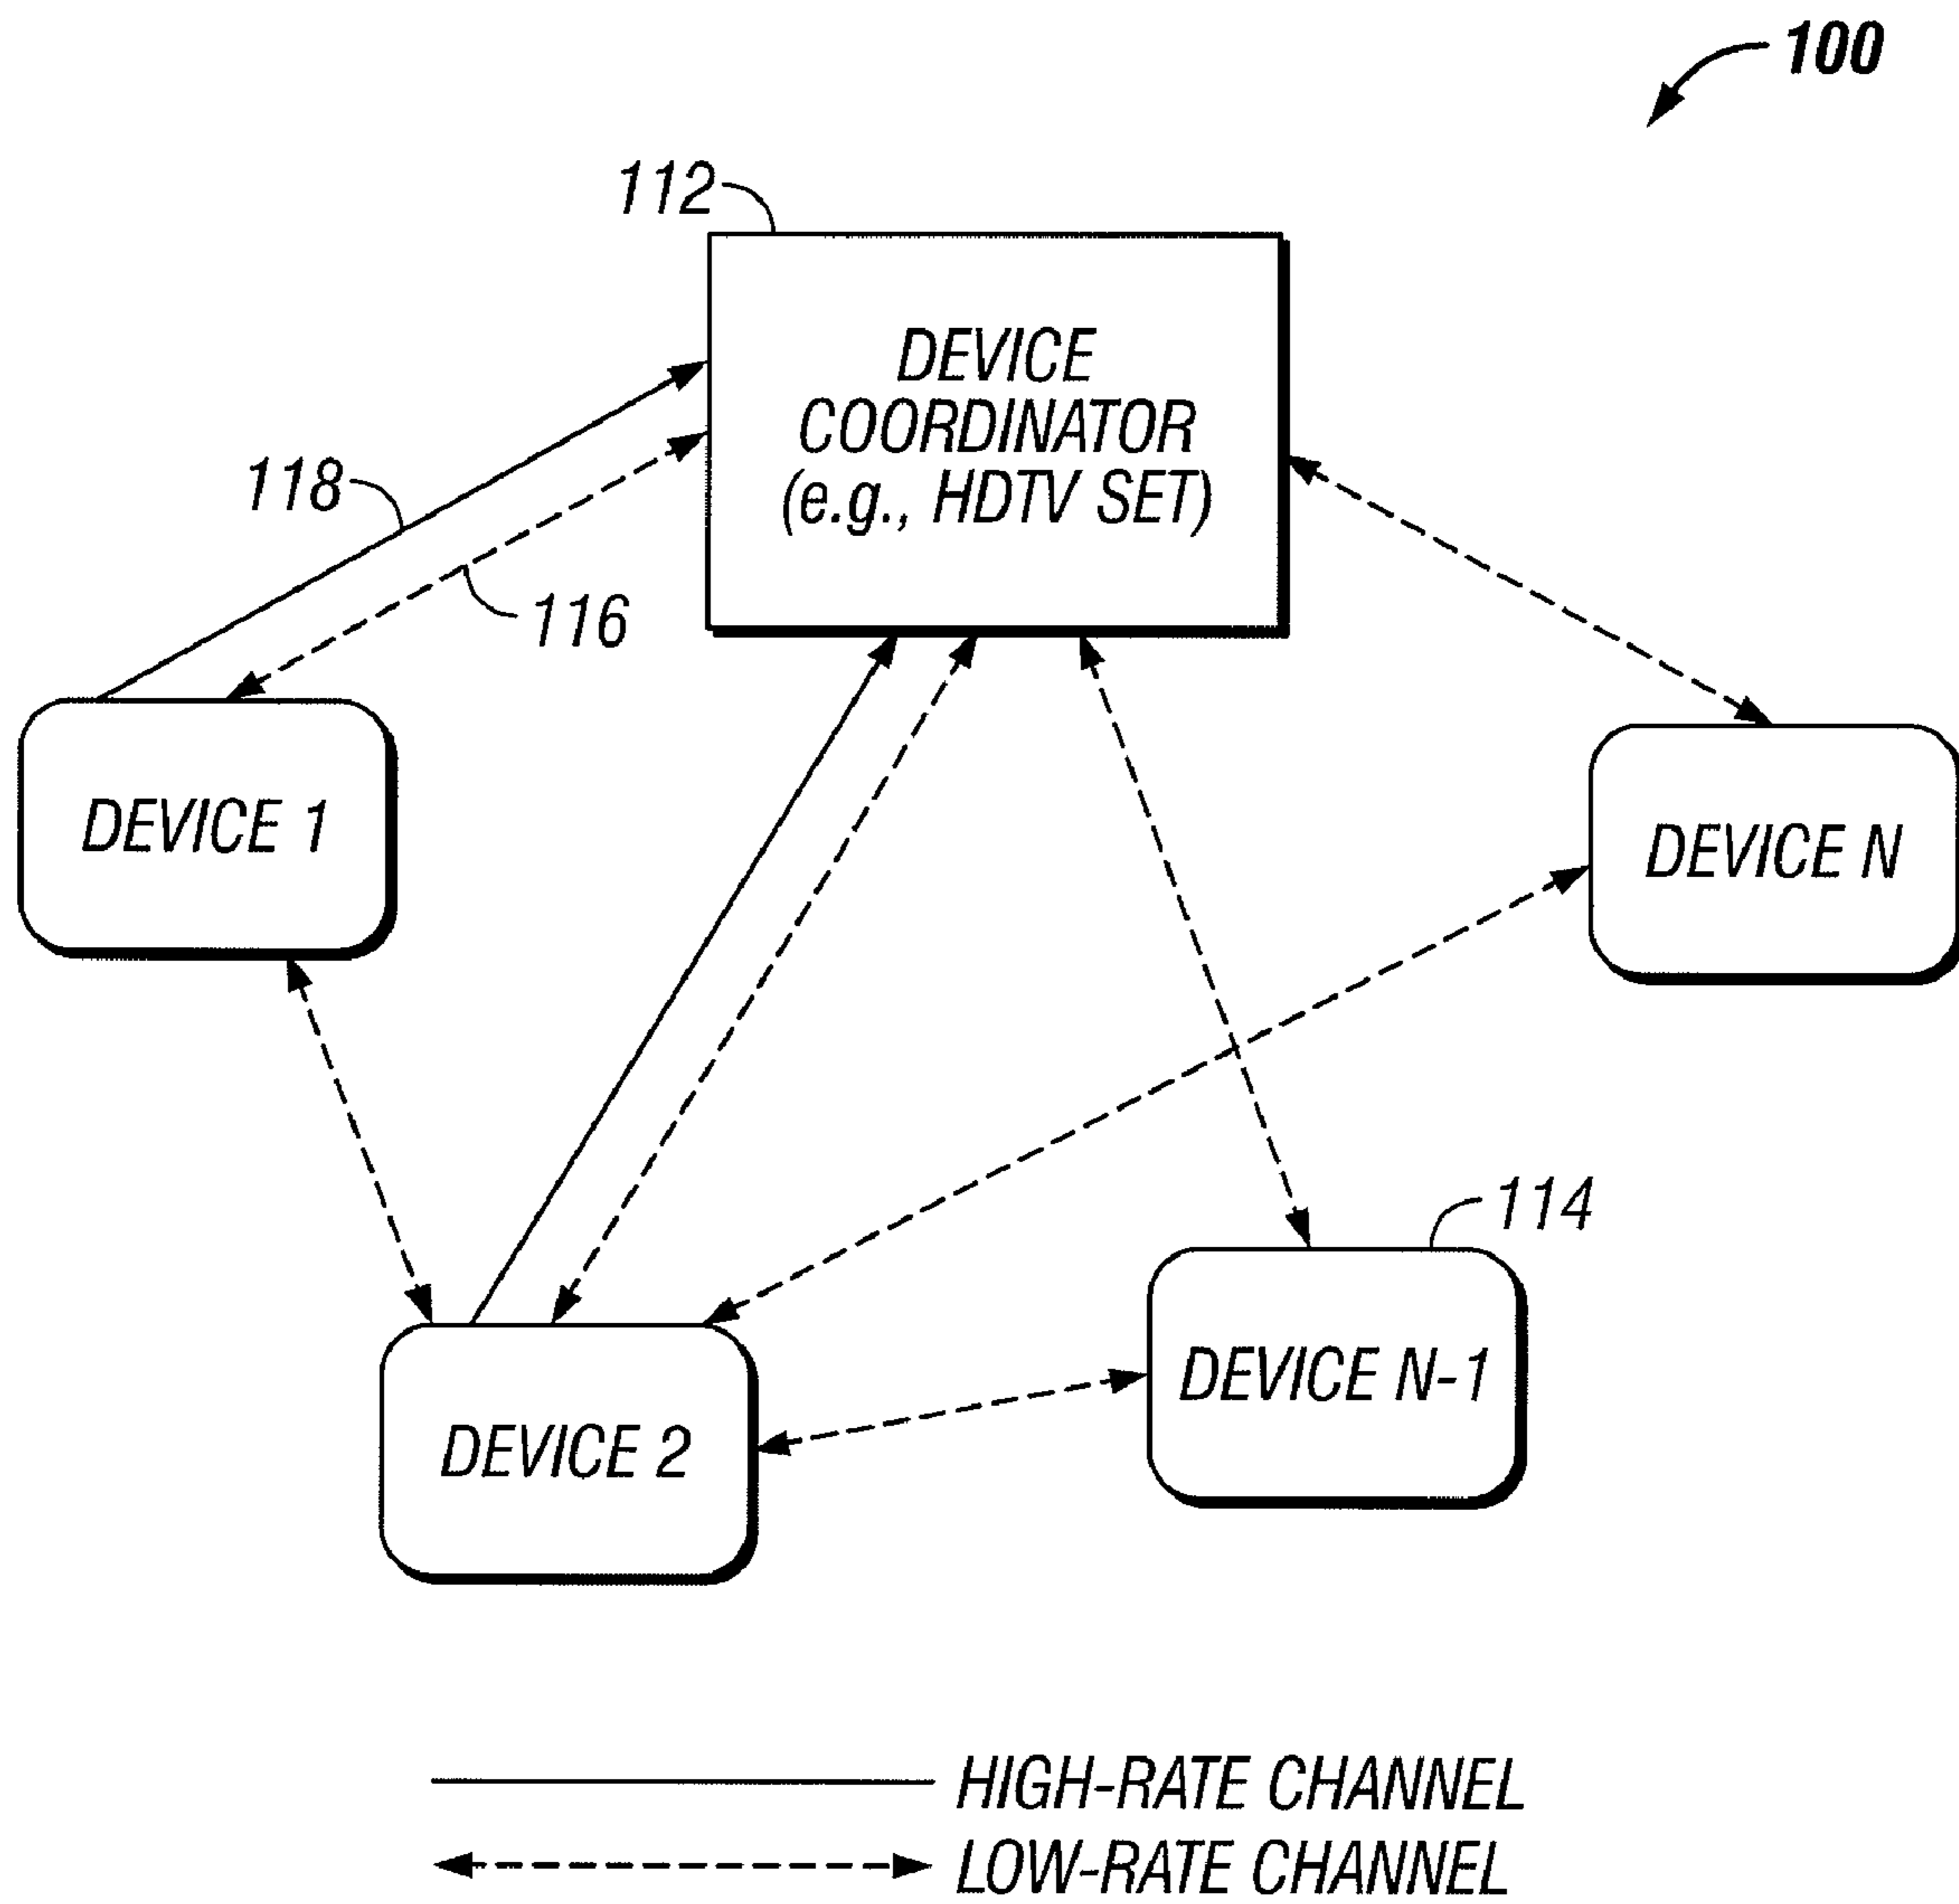 100
112
DEVICE
COORDINATOR
(e.g., HDTV SET)
118
116
DEVICE 1
DEVICE N
114
DEVICE N-1
DEVICE 2
HIGH-RATE CHANNEL
LOW-RATE CHANNEL